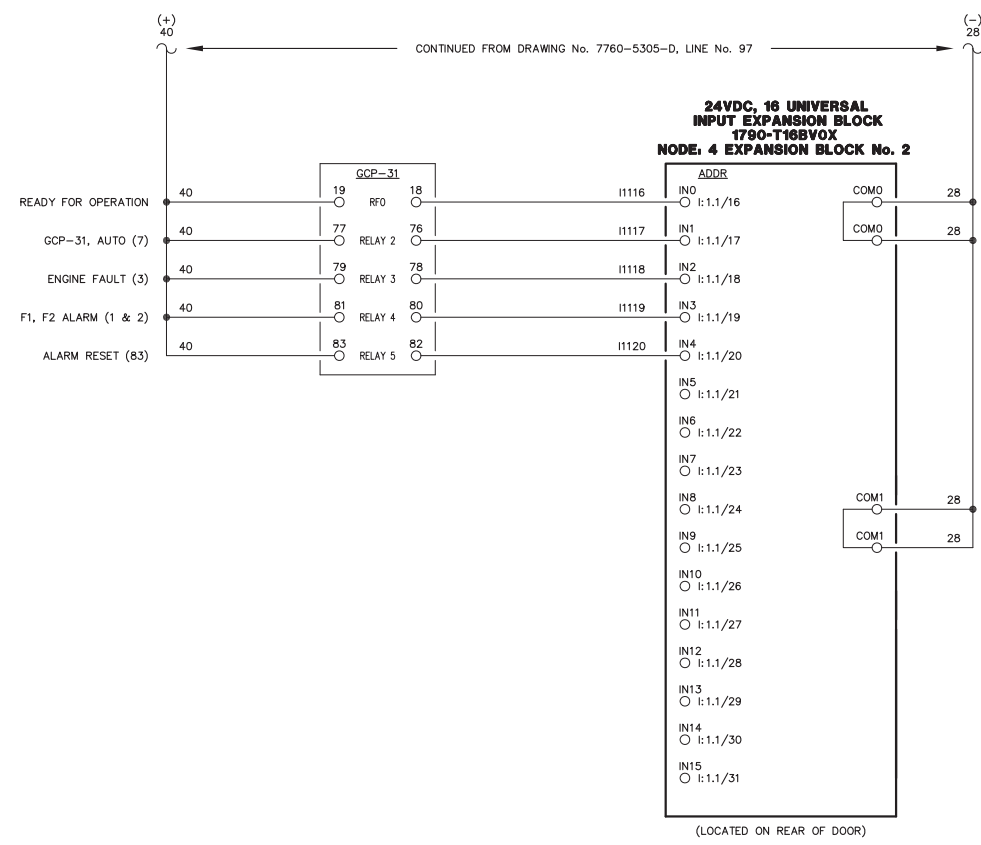 (+)
40
(−)
28
CONTINUED FROM DRAWING No. 7760-5305-D, LINE No. 97
24VDC, 16 UNIVERSAL
INPUT EXPANSION BLOCK
1790-T16BV0X
NODE: 4 EXPANSION BLOCK No. 2
GCP-31
ADDR
READY FOR OPERATION 40 19 RFO 18 I1116 IN0 I:1.1/16 COM0 28
GCP-31, AUTO (7) 40 77 RELAY 2 76 I1117 IN1 I:1.1/17 COM0 28
ENGINE FAULT (3) 40 79 RELAY 3 78 I1118 IN2 I:1.1/18
F1, F2 ALARM (1 & 2) 40 81 RELAY 4 80 I1119 IN3 I:1.1/19
ALARM RESET (83) 40 83 RELAY 5 82 I1120 IN4 I:1.1/20
IN5 I:1.1/21
IN6 I:1.1/22
IN7 I:1.1/23
IN8 I:1.1/24 COM1 28
IN9 I:1.1/25 COM1 28
IN10 I:1.1/26
IN11 I:1.1/27
IN12 I:1.1/28
IN13 I:1.1/29
IN14 I:1.1/30
IN15 I:1.1/31
(LOCATED ON REAR OF DOOR)